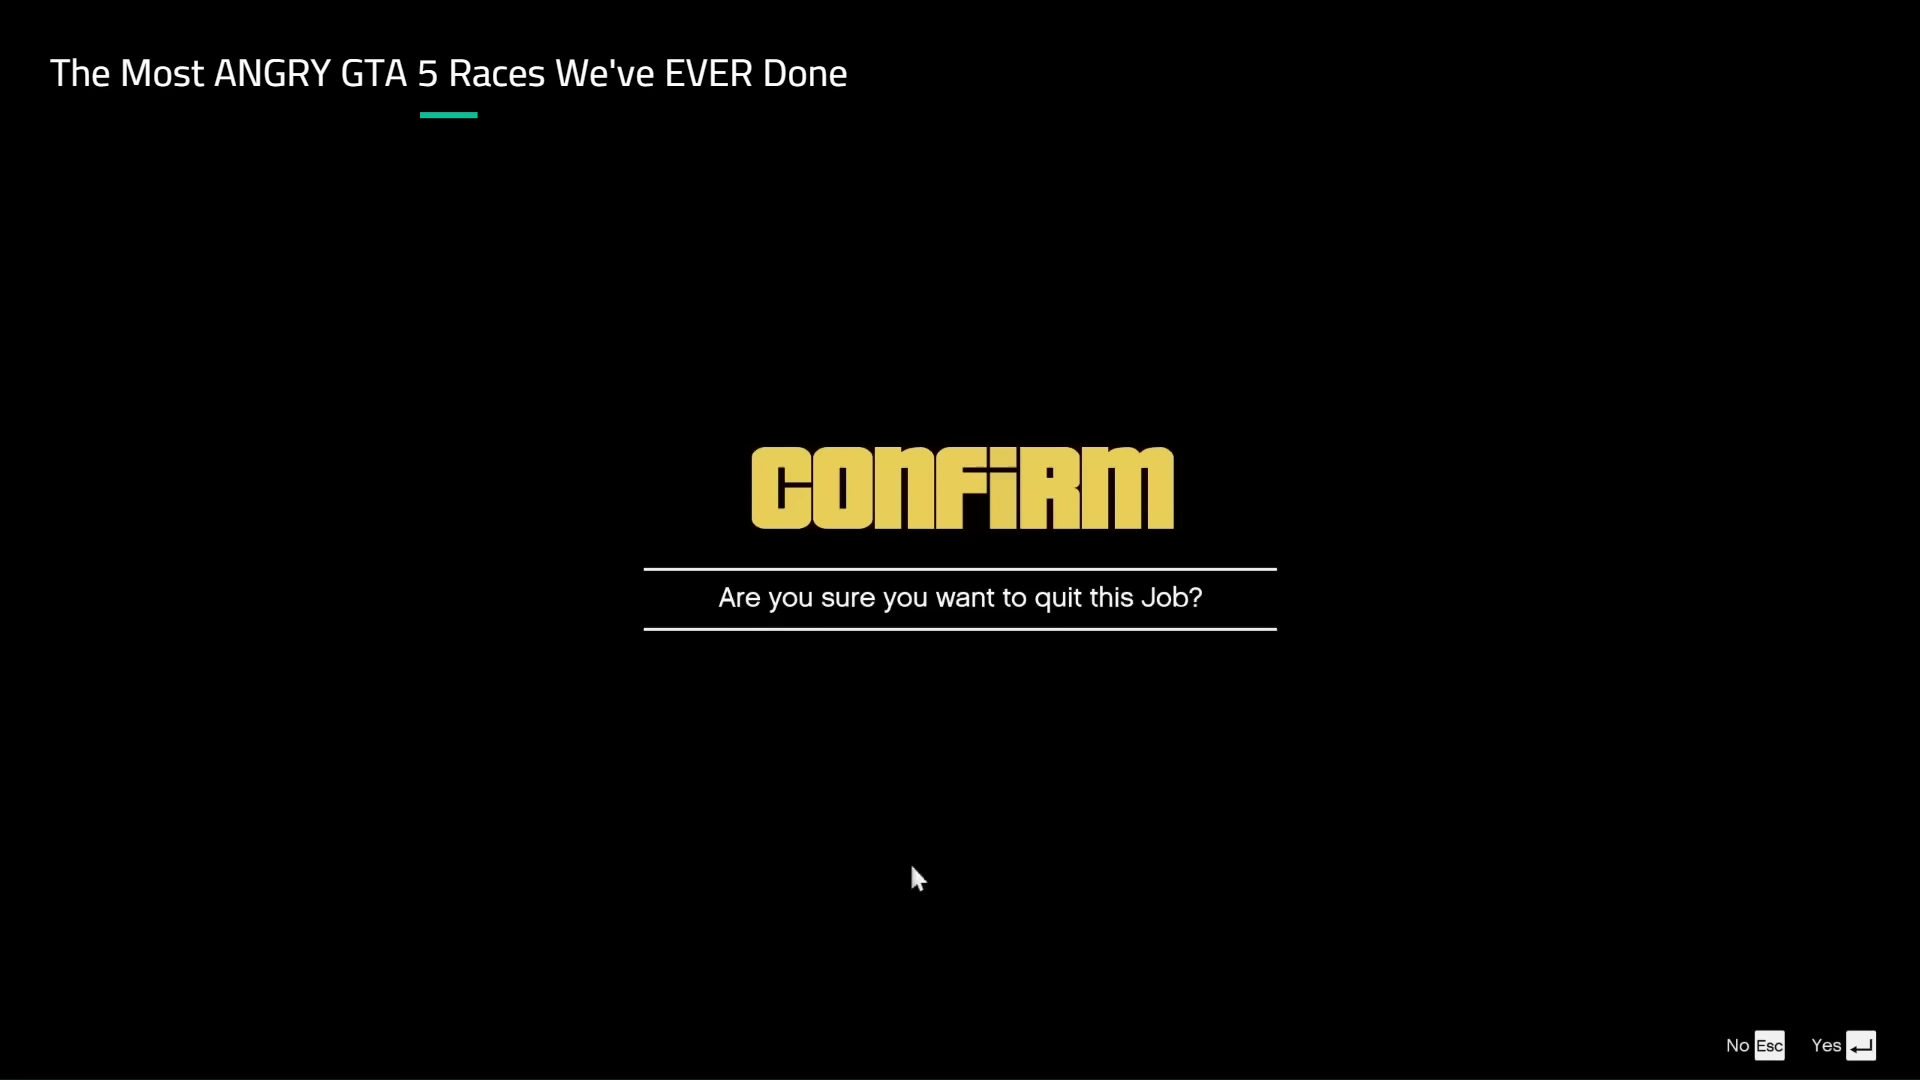 The Most ANGRY GTA 5 Races We've EVER Done
CONFIRM
Are you sure you want to quit this Job?
No Esc Yes